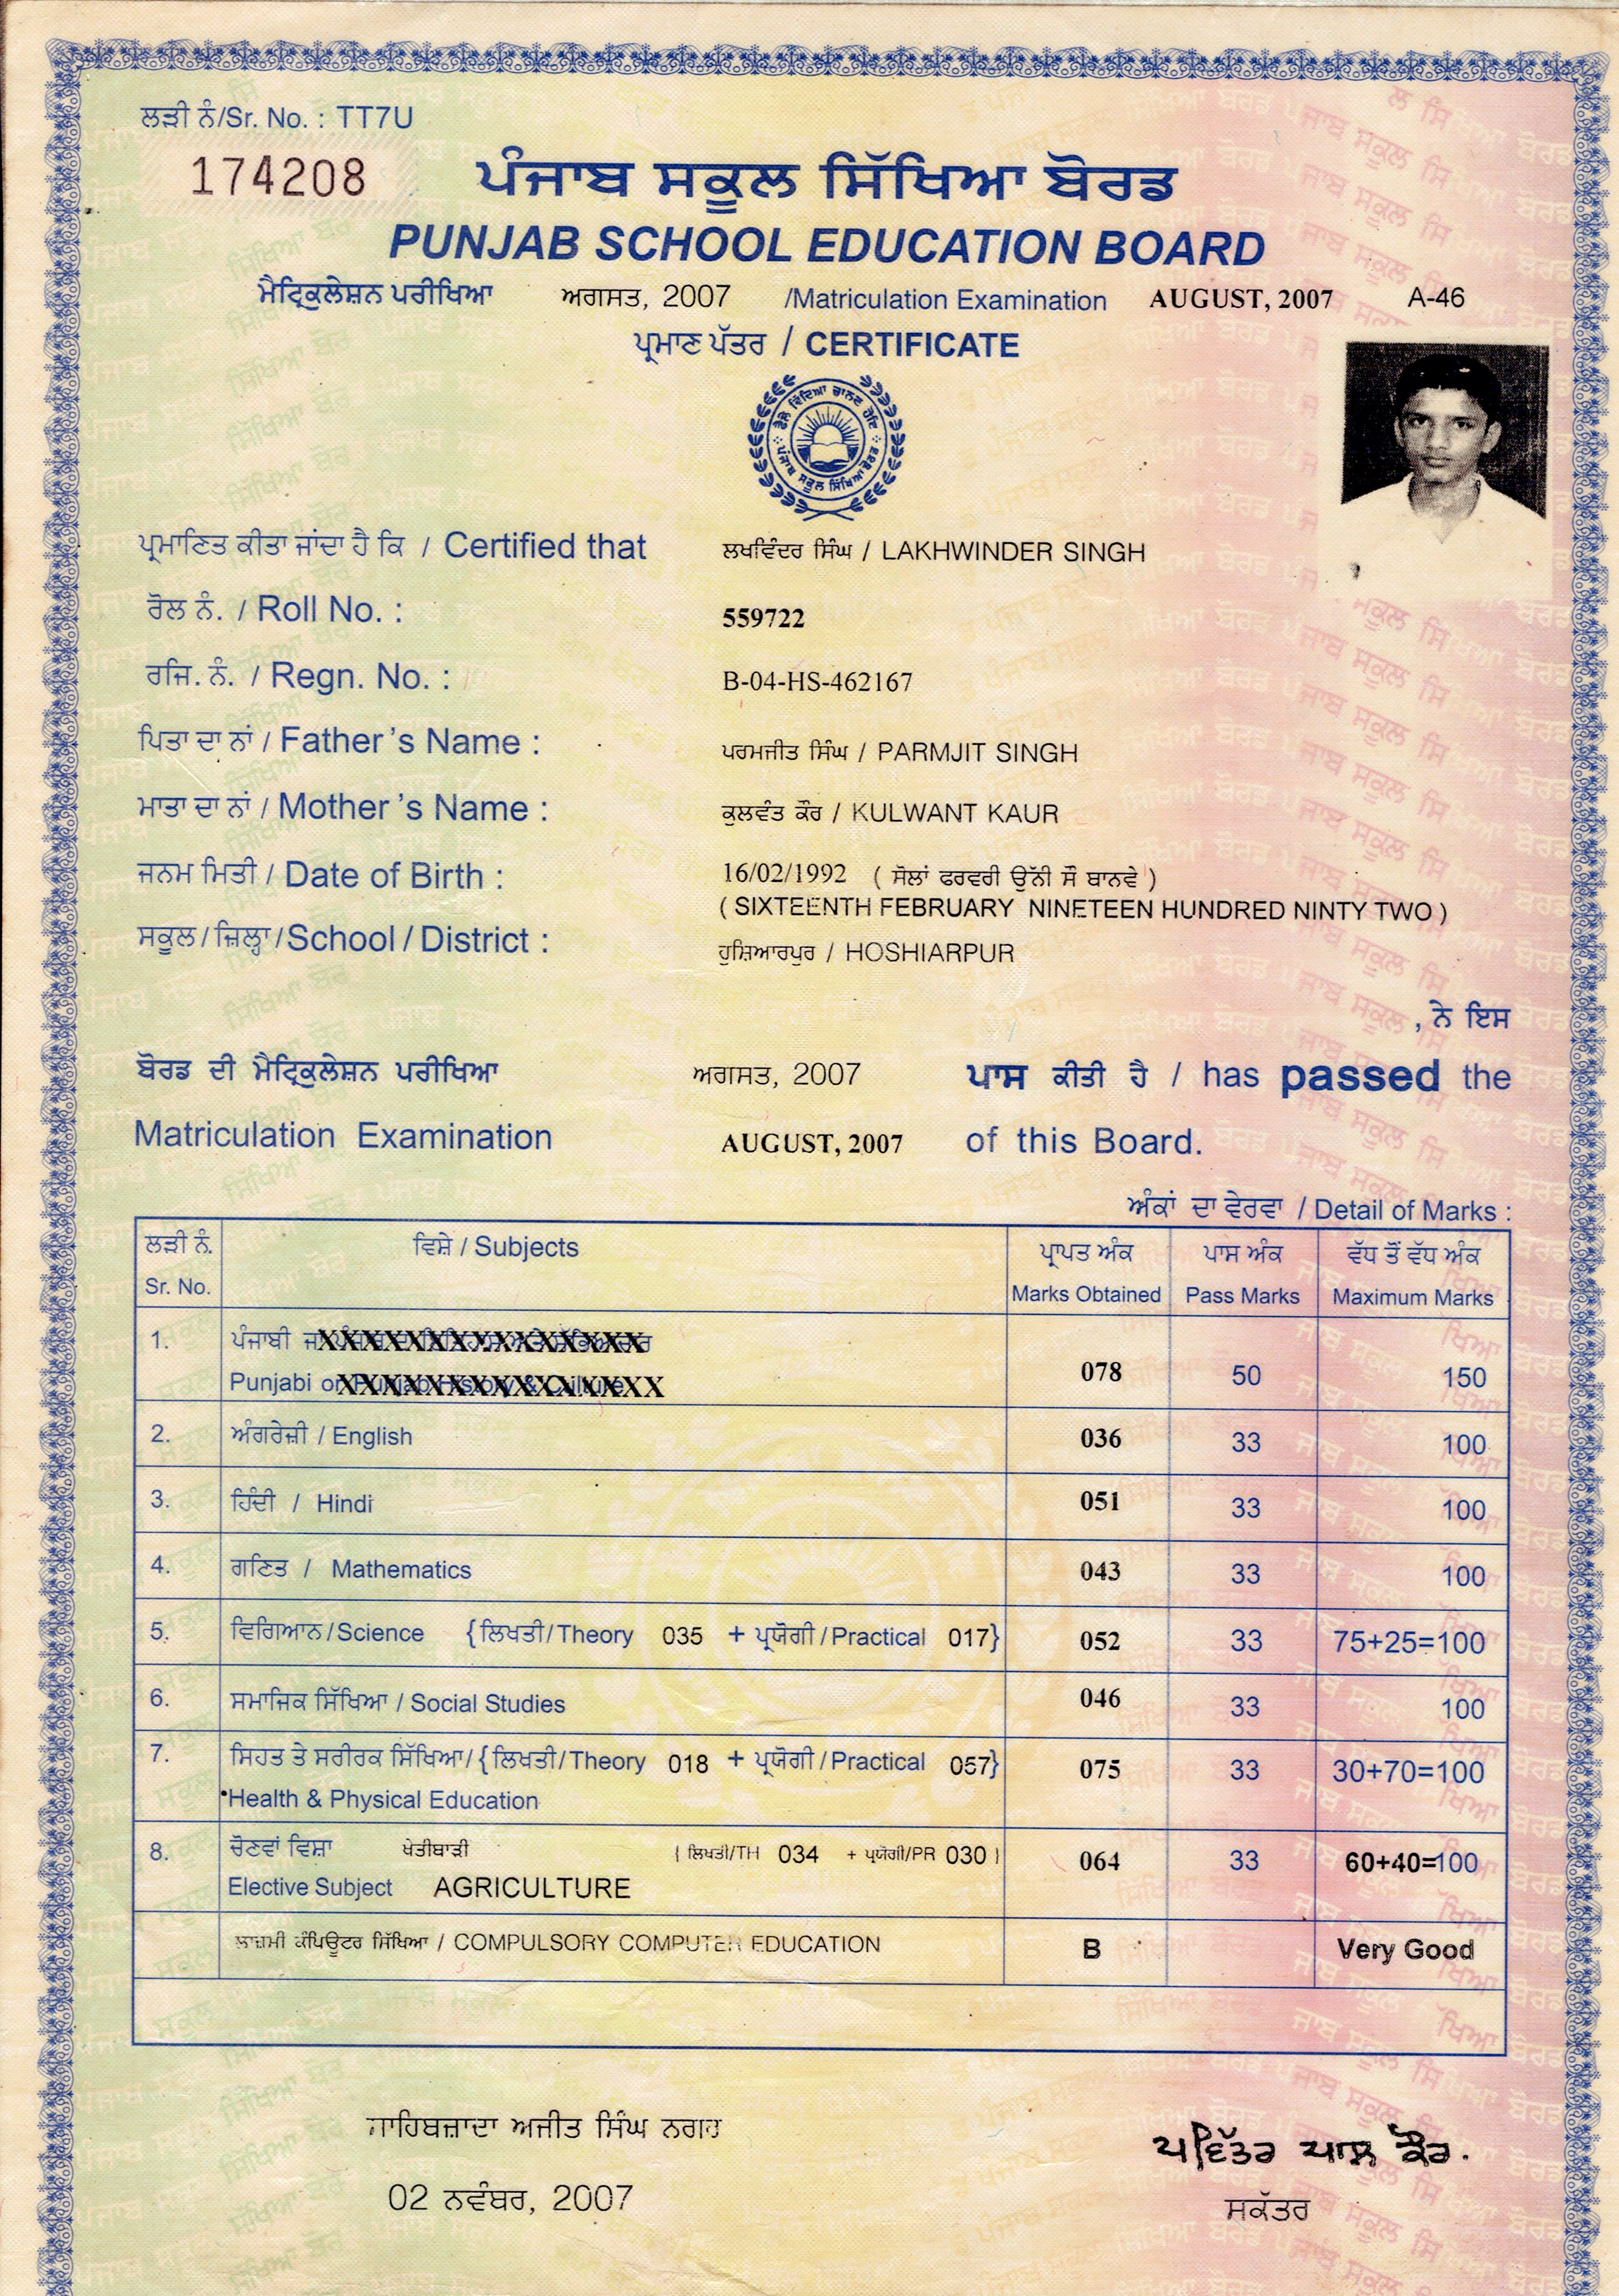 ਲੜੀ ਨੰ/Sr. No. : TT7U
174208
ਪੰਜਾਬ ਸਕੂਲ ਸਿੱਖਿਆ ਬੋਰਡ
PUNJAB SCHOOL EDUCATION BOARD
ਮੈਟ੍ਰਿਕੁਲੇਸ਼ਨ ਪਰੀਖਿਆ ਅਗਸਤ, 2007 /Matriculation Examination AUGUST, 2007 A-46
ਪ੍ਰਮਾਣ ਪੱਤਰ / CERTIFICATE
ਪੰਜਾਬ ਸਕੂਲ ਸਿੱਖਿਆ ਬੋਰਡ
ਪ੍ਰਮਾਣਿਤ ਕੀਤਾ ਜਾਂਦਾ ਹੈ ਕਿ / Certified that ਲਖਵਿੰਦਰ ਸਿੰਘ / LAKHWINDER SINGH
ਰੋਲ ਨੰ. / Roll No. : 559722
ਰਜਿ. ਨੰ. / Regn. No. : B-04-HS-462167
ਪਿਤਾ ਦਾ ਨਾਂ / Father's Name : ਪਰਮਜੀਤ ਸਿੰਘ / PARMJIT SINGH
ਮਾਤਾ ਦਾ ਨਾਂ / Mother's Name : ਕੁਲਵੰਤ ਕੌਰ / KULWANT KAUR
ਜਨਮ ਮਿਤੀ / Date of Birth : 16/02/1992 ( ਸੋਲਾਂ ਫਰਵਰੀ ਉੱਨੀ ਸੌ ਬਾਨਵੇ )
( SIXTEENTH FEBRUARY NINETEEN HUNDRED NINTY TWO )
ਸਕੂਲ / ਜ਼ਿਲ੍ਹਾ / School / District : ਹੁਸ਼ਿਆਰਪੁਰ / HOSHIARPUR
, ਨੇ ਇਸ
ਬੋਰਡ ਦੀ ਮੈਟ੍ਰਿਕੁਲੇਸ਼ਨ ਪਰੀਖਿਆ ਅਗਸਤ, 2007 ਪਾਸ ਕੀਤੀ ਹੈ / has passed the
Matriculation Examination AUGUST, 2007 of this Board.
ਅੰਕਾਂ ਦਾ ਵੇਰਵਾ / Detail of Marks :
ਲੜੀ ਨੰ. ਵਿਸ਼ੇ / Subjects ਪ੍ਰਾਪਤ ਅੰਕ ਪਾਸ ਅੰਕ ਵੱਧ ਤੋਂ ਵੱਧ ਅੰਕ
Sr. No. Marks Obtained Pass Marks Maximum Marks
1. ਪੰਜਾਬੀ XXXXXXXXXXXXXXX
Punjabi or XXXXXXXXXXXXXXX 078 50 150
2. ਅੰਗਰੇਜ਼ੀ / English 036 33 100
3. ਹਿੰਦੀ / Hindi 051 33 100
4. ਗਣਿਤ / Mathematics 043 33 100
5. ਵਿਗਿਆਨ / Science {ਲਿਖਤੀ / Theory 035 + ਪ੍ਰਯੋਗੀ / Practical 017} 052 33 75+25=100
6. ਸਮਾਜਿਕ ਸਿੱਖਿਆ / Social Studies 046 33 100
7. ਸਿਹਤ ਤੇ ਸਰੀਰਕ ਸਿੱਖਿਆ / {ਲਿਖਤੀ / Theory 018 + ਪ੍ਰਯੋਗੀ / Practical 057} 075 33 30+70=100
Health & Physical Education
8. ਚੋਣਵਾਂ ਵਿਸ਼ਾ ਖੇਤੀਬਾੜੀ ( ਲਿਖਤੀ/TH 034 + ਪ੍ਰਯੋਗੀ/PR 030 ) 064 33 60+40=100
Elective Subject AGRICULTURE
ਲਾਜ਼ਮੀ ਕੰਪਿਊਟਰ ਸਿੱਖਿਆ / COMPULSORY COMPUTER EDUCATION B Very Good
ਸਾਹਿਬਜ਼ਾਦਾ ਅਜੀਤ ਸਿੰਘ ਨਗਰ
ਪਵਿੱਤਰ ਪਾਲ ਕੌਰ.
02 ਨਵੰਬਰ, 2007
ਸਕੱਤਰ